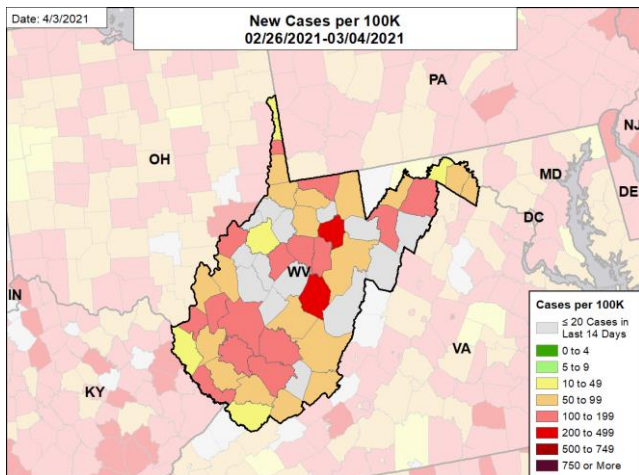 Date: 4/3/2021
New Cases per 100K
02/26/2021-03/04/2021
PA
NJ
OH
MD
DE
DC
WV
IN
VA
KY
Cases per 100K
≤ 20 Cases in
Last 14 Days
0 to 4
5 to 9
10 to 49
50 to 99
100 to 199
200 to 499
500 to 749
750 or More